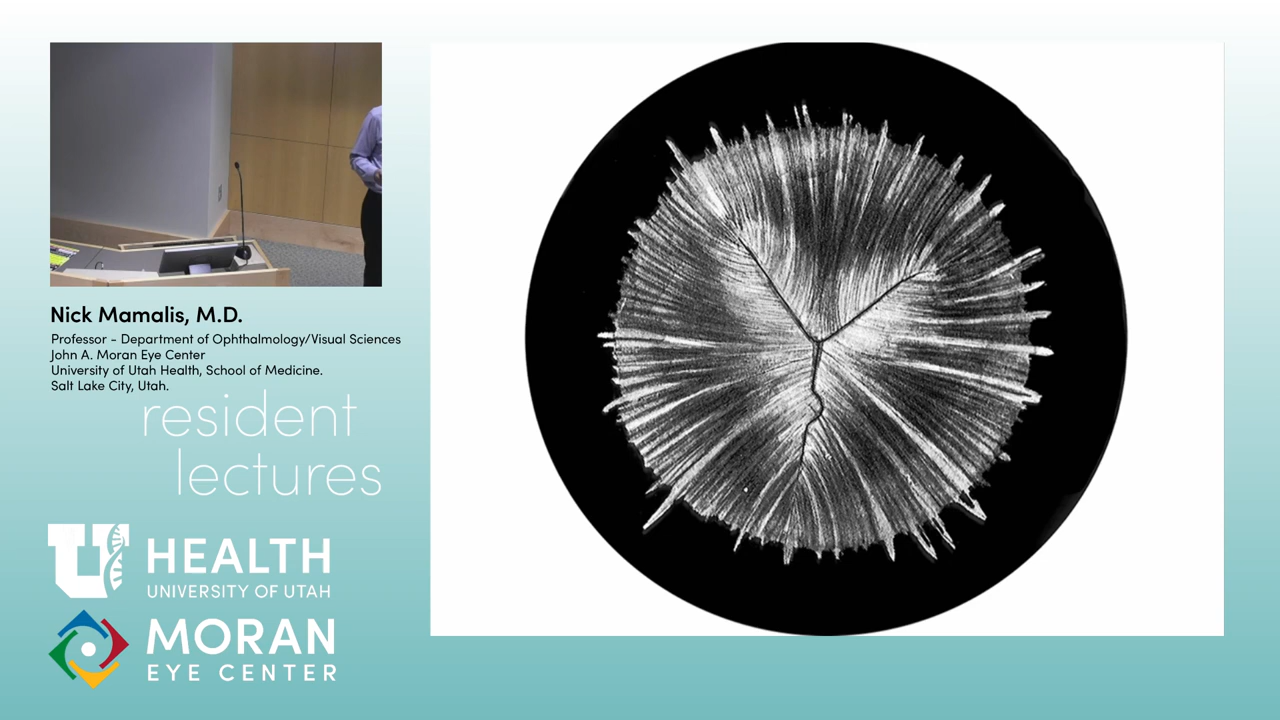 Nick Mamalis, M.D.
Professor - Department of Ophthalmology/Visual Sciences
John A. Moran Eye Center
University of Utah Health, School of Medicine.
Salt Lake City, Utah.
resident
lectures
U HEALTH
UNIVERSITY OF UTAH
MORAN
EYE CENTER